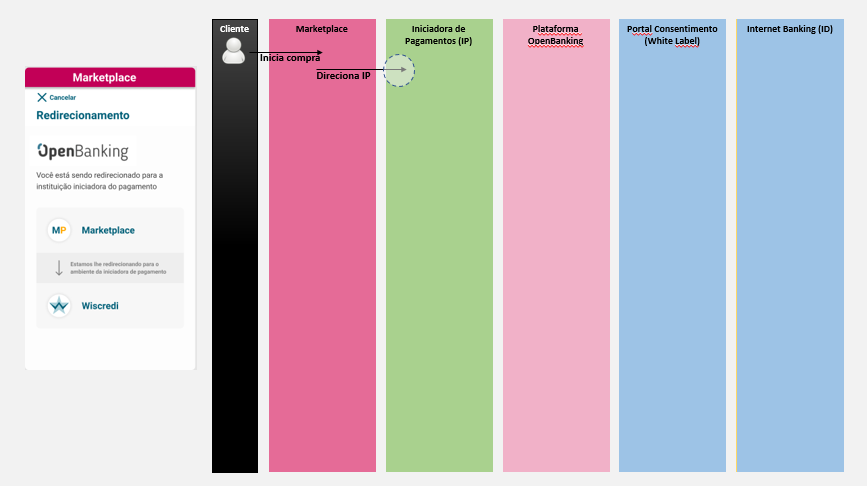 Marketplace
Cancelar
Redirecionamento
OpenBanking
Você está sendo redirecionado para a
instituição iniciadora do pagamento
MP Marketplace
Estamos lhe redirecionando para o
ambiente da iniciadora de pagamento
Wiscredi
Cliente
Inicia compra
Marketplace
Direciona IP
Iniciadora de
Pagamentos (IP)
Plataforma
OpenBanking
Portal Consentimento
(White Label)
Internet Banking (ID)